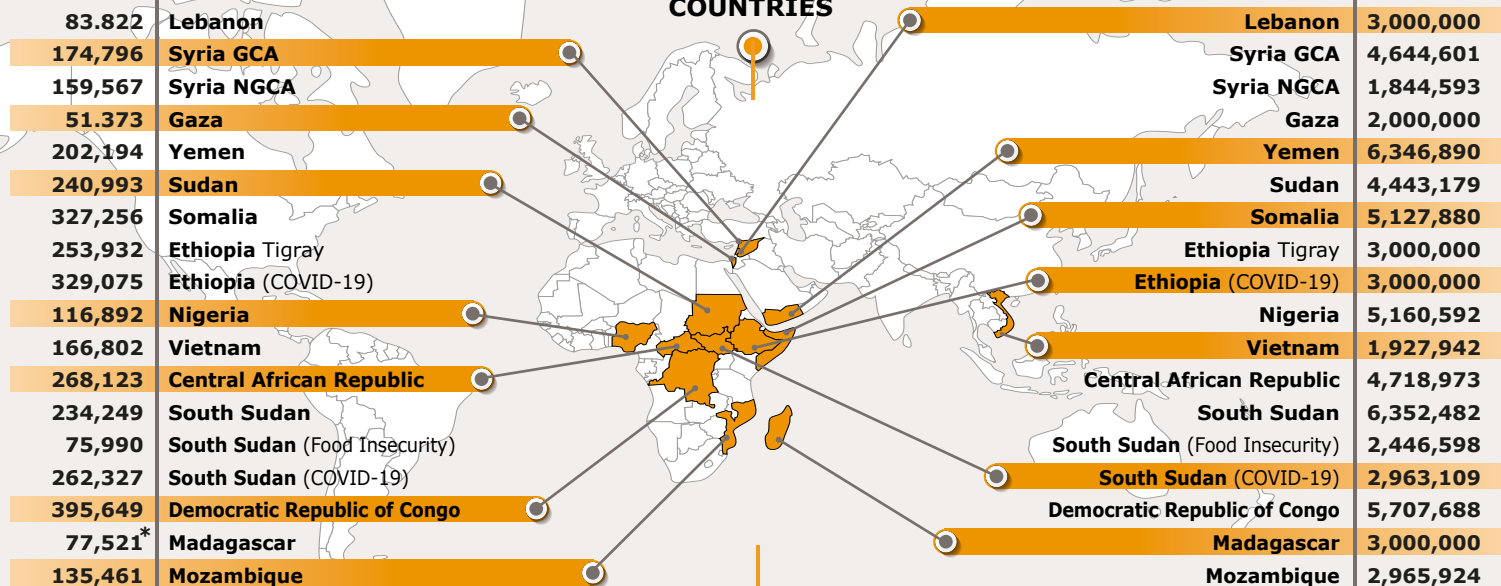 COUNTRIES
83.822 Lebanon
174,796 Syria GCA
159,567 Syria NGCA
51.373 Gaza
202,194 Yemen
240,993 Sudan
327,256 Somalia
253,932 Ethiopia Tigray
329,075 Ethiopia (COVID-19)
116,892 Nigeria
166,802 Vietnam
268,123 Central African Republic
234,249 South Sudan
75,990 South Sudan (Food Insecurity)
262,327 South Sudan (COVID-19)
395,649 Democratic Republic of Congo
77,521* Madagascar
135,461 Mozambique
Lebanon 3,000,000
Syria GCA 4,644,601
Syria NGCA 1,844,593
Gaza 2,000,000
Yemen 6,346,890
Sudan 4,443,179
Somalia 5,127,880
Ethiopia Tigray 3,000,000
Ethiopia (COVID-19) 3,000,000
Nigeria 5,160,592
Vietnam 1,927,942
Central African Republic 4,718,973
South Sudan 6,352,482
South Sudan (Food Insecurity) 2,446,598
South Sudan (COVID-19) 2,963,109
Democratic Republic of Congo 5,707,688
Madagascar 3,000,000
Mozambique 2,965,924